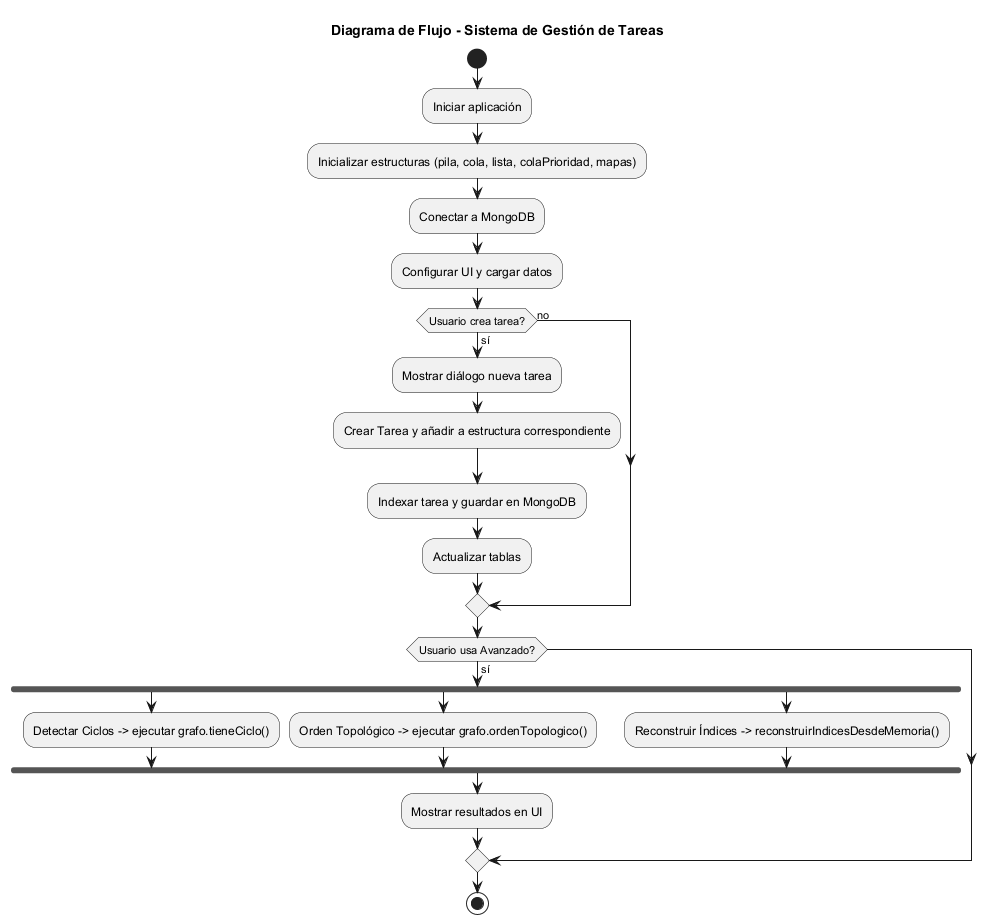 Diagrama de Flujo - Sistema de Gestión de Tareas
Iniciar aplicación
Inicializar estructuras (pila, cola, lista, colaPrioridad, mapas)
Conectar a MongoDB
Configurar UI y cargar datos
Usuario crea tarea?
no
sí
Mostrar diálogo nueva tarea
Crear Tarea y añadir a estructura correspondiente
Indexar tarea y guardar en MongoDB
Actualizar tablas
Usuario usa Avanzado?
sí
Detectar Ciclos -> ejecutar grafo.tieneCiclo()
Orden Topológico -> ejecutar grafo.ordenTopologico()
Reconstruir Índices -> reconstruirIndicesDesdeMemoria()
Mostrar resultados en UI